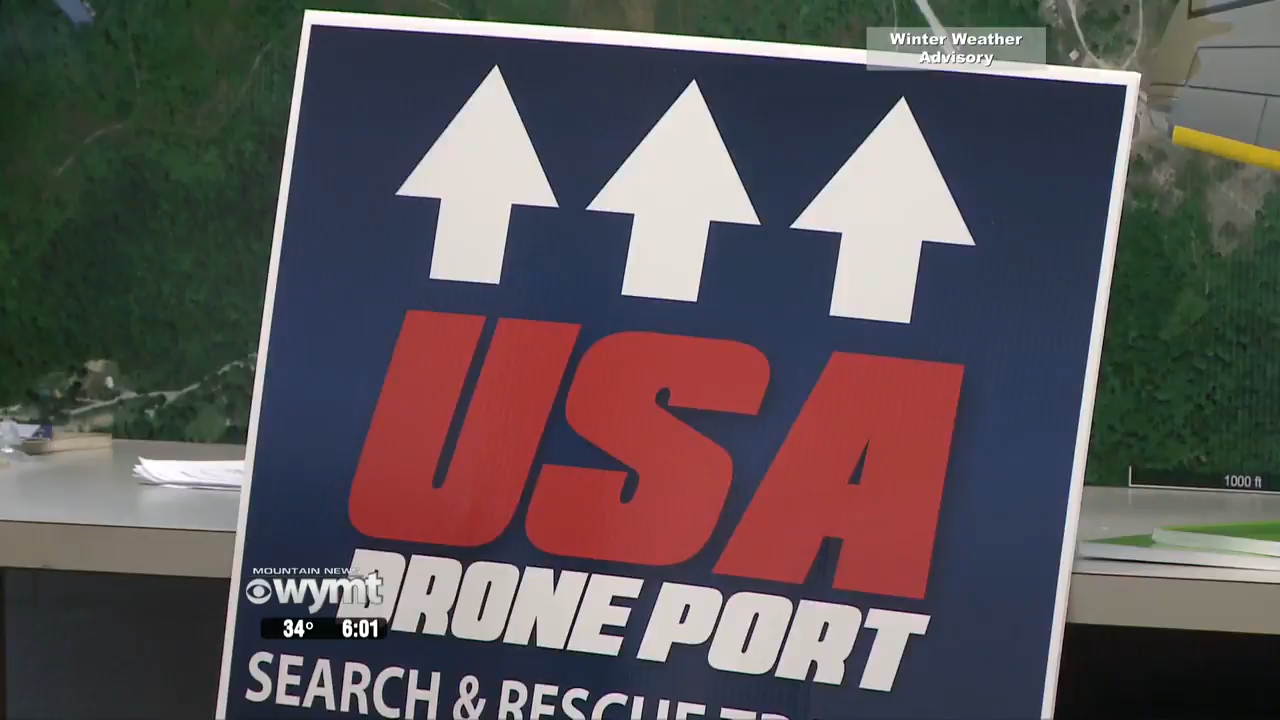 Winter Weather
Advisory
USA
DRONE PORT
SEARCH & RESCUE
1000 ft
MOUNTAIN NEWS
wymt
34° 6:01